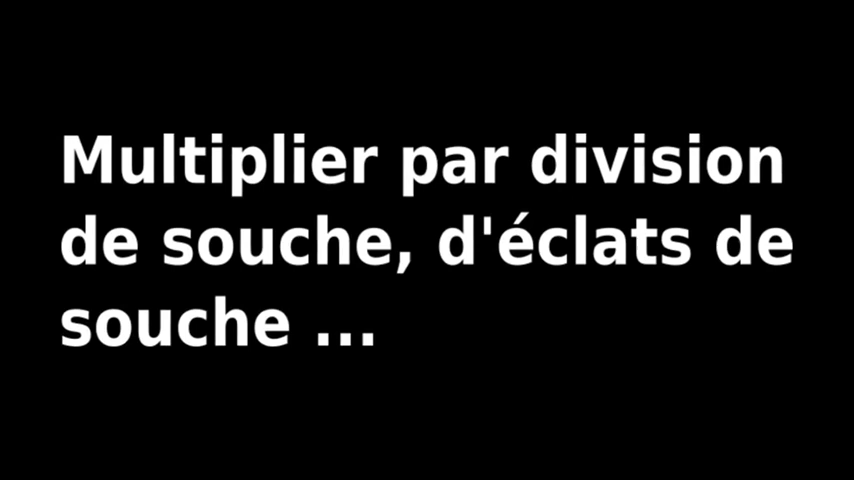 Multiplier par division
de souche, d'éclats de
souche ...